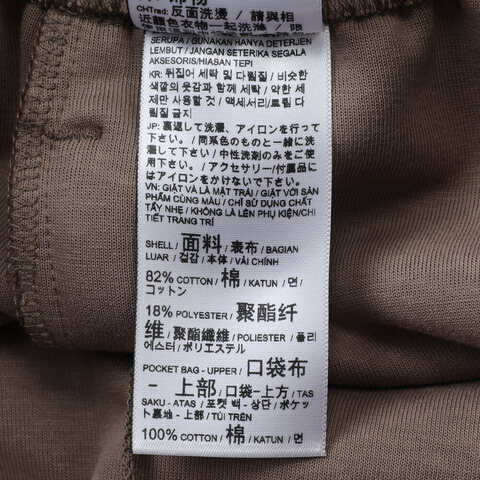 CHTrad: 反面洗燙 / 請與相
近顏色衣物一起洗滌 / 限
SERUPA / GUNAKAN HANYA DETERJEN
LEMBUT / JANGAN SETERIKA SEGALA
AKSESORIS/HIASAN TEPI
KR: 뒤집어 세탁 및 다림질 / 비슷한
색깔의 옷감과 함께 세탁 / 약한 세
제만 사용할 것 / 액세서리/트림 다
림질 금지
JP: 裏返して洗濯、アイロンを行って
下さい。/ 同系色のものと一緒に洗
濯して下さい / 中性洗剤のみをご使
用下さい。/ アクセサリー/付属品に
はアイロンをかけないで下さい。
VN: GIẶT VÀ LÀ MẶT TRÁI / GIẶT VỚI SẢN
PHẨM CÙNG MÀU / CHỈ SỬ DỤNG CHẤT
TẨY NHẸ / KHÔNG LÀ LÊN PHỤ KIỆN/CHI
TIẾT TRANG TRÍ
SHELL / 面料 / 表布 / BAGIAN
LUAR / 겉감 / 本体 / VẢI CHÍNH
82% COTTON / 棉 / KATUN / 면 /
コットン
18% POLYESTER / 聚酯纤
维 / 聚酯纖維 / POLIESTER / 폴리
에스터 / ポリエステル
POCKET BAG - UPPER / 口袋布
- 上部 / 口袋 - 上方 / TAS
SAKU - ATAS / 포켓 백 - 상단 / ポケッ
ト裏地 - 上部 / TÚI TRÊN
100% COTTON / 棉 / KATUN / 면 /